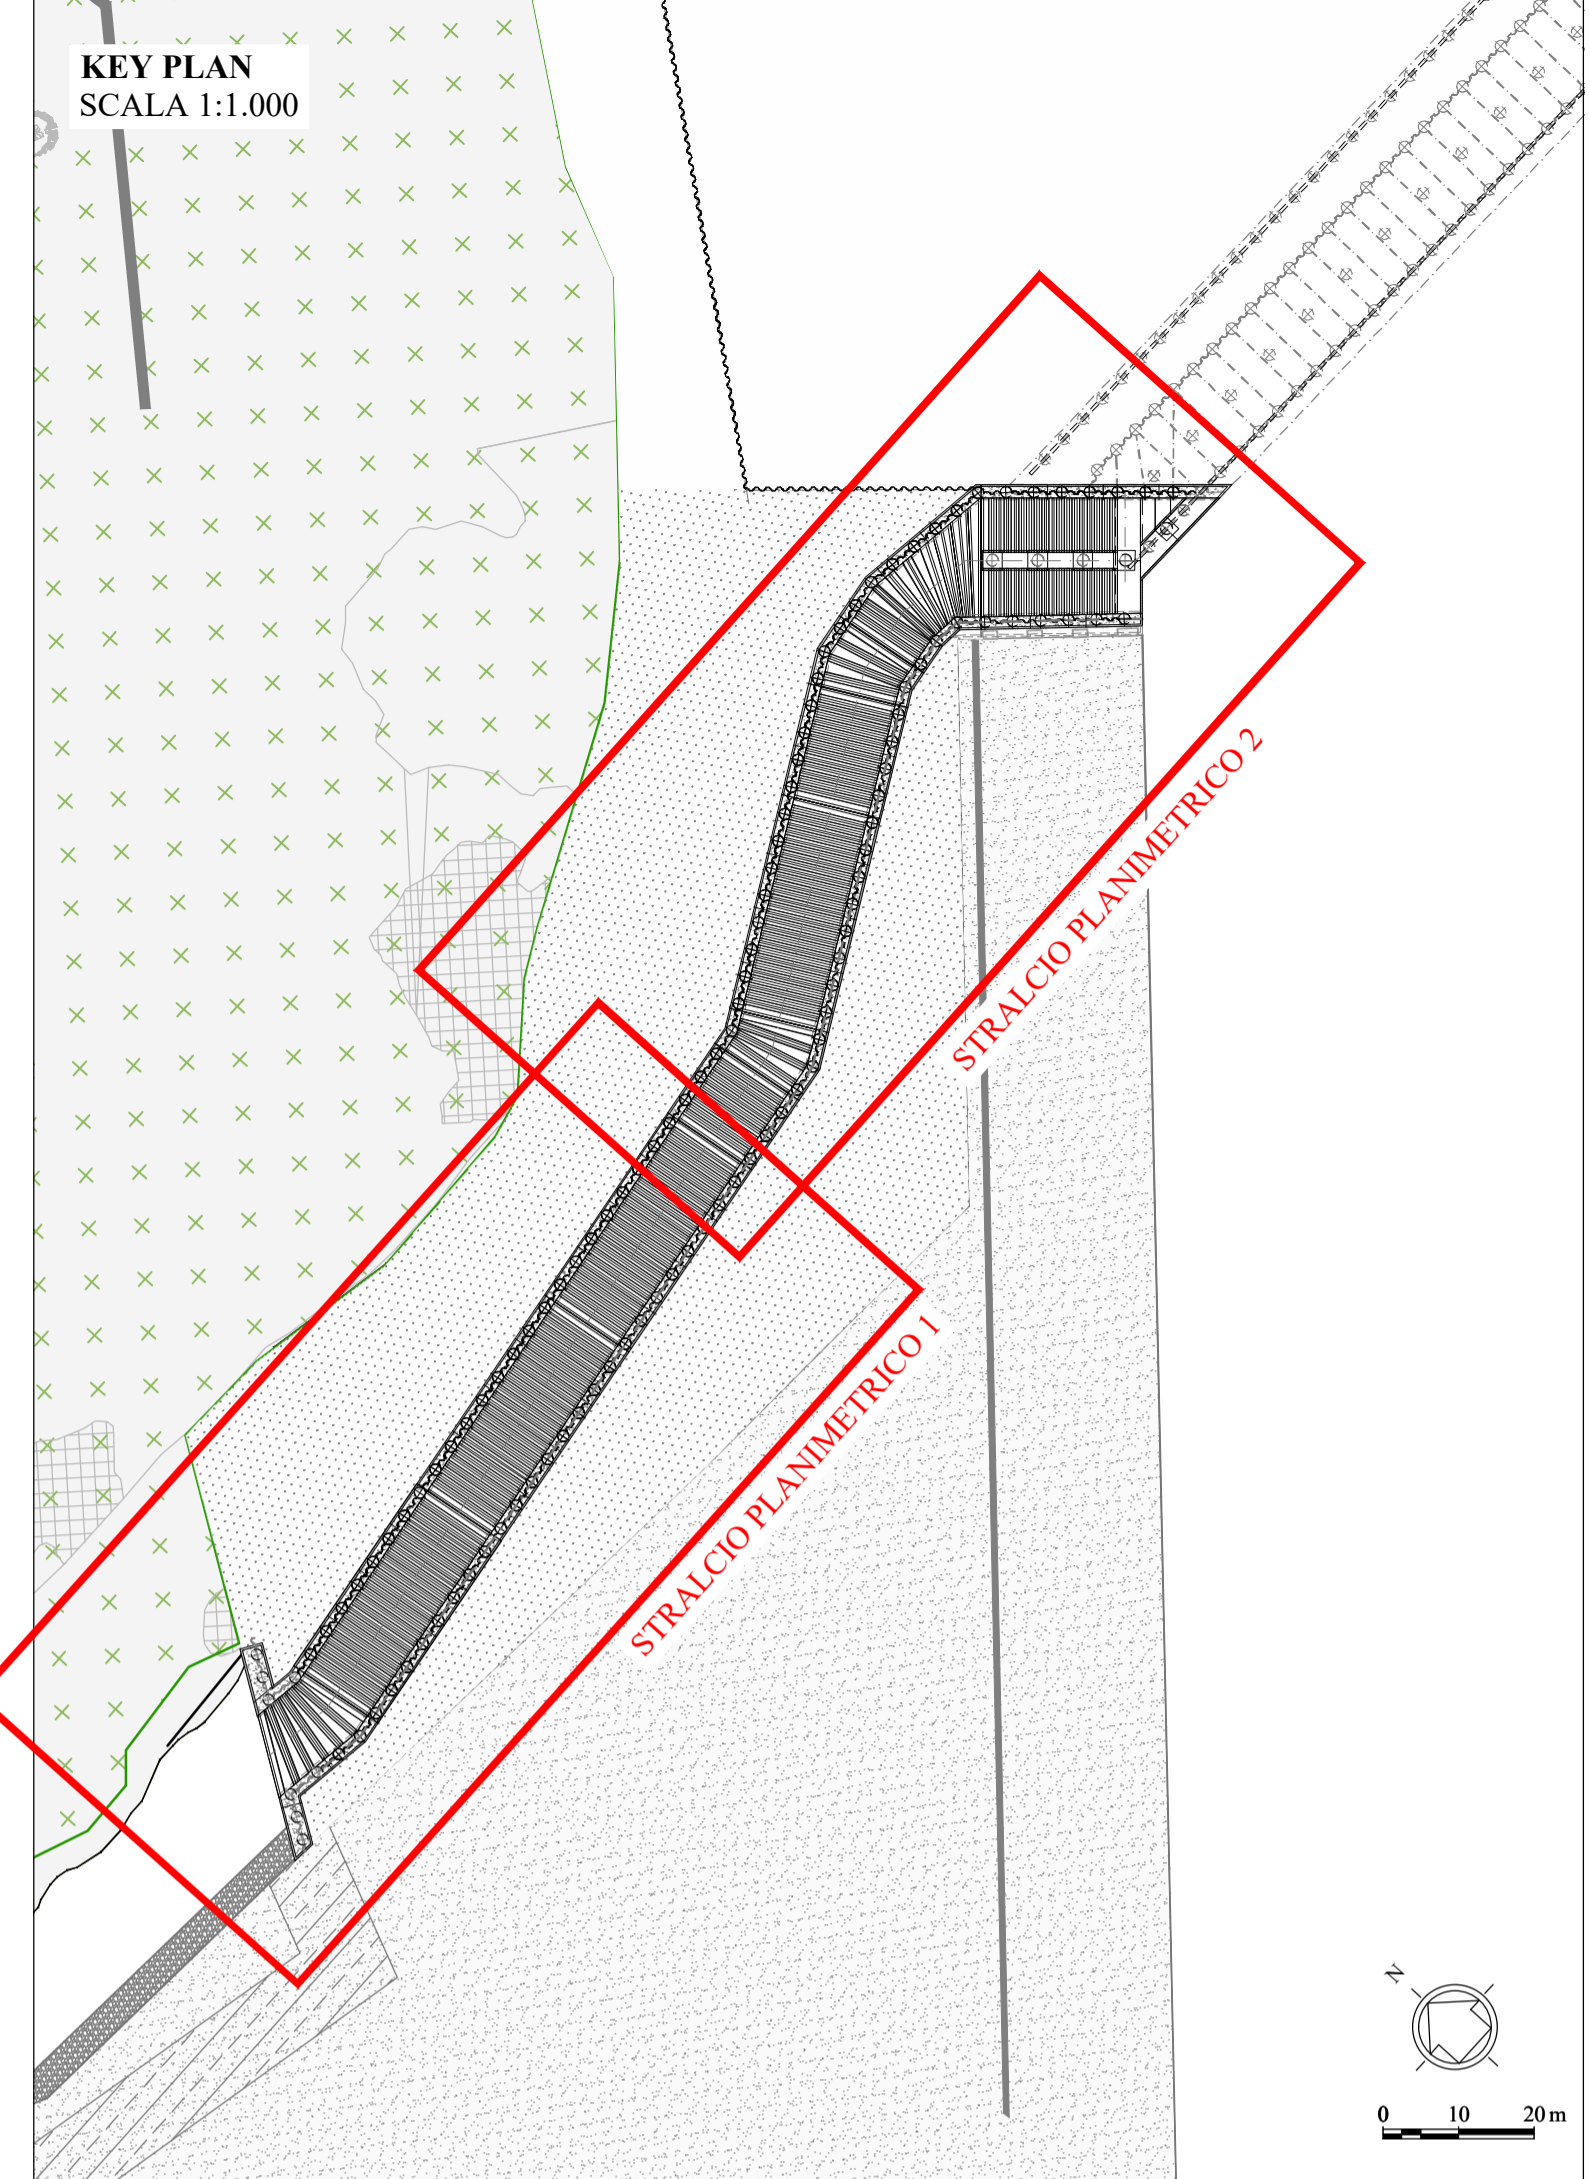 KEY PLAN
SCALA 1:1.000
STRALCIO PLANIMETRICO 2
STRALCIO PLANIMETRICO 1
N
0 10 20 m